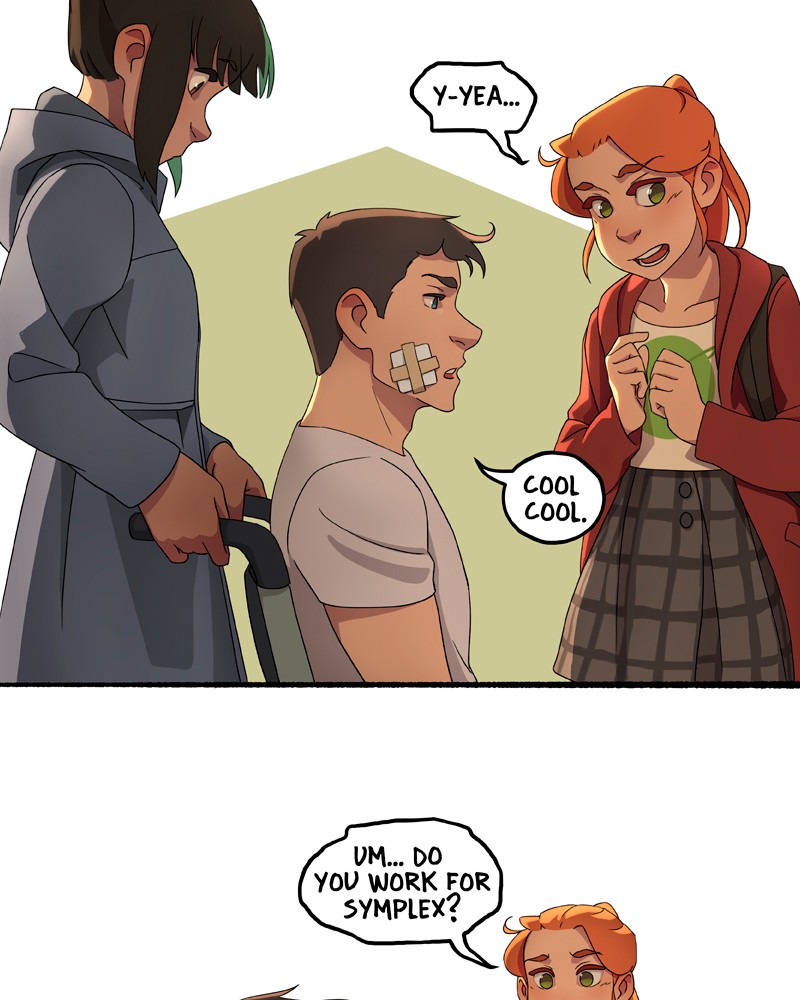 Y-YEA...
COOL
COOL.
UM... DO
YOU WORK FOR
SYMPLEX?